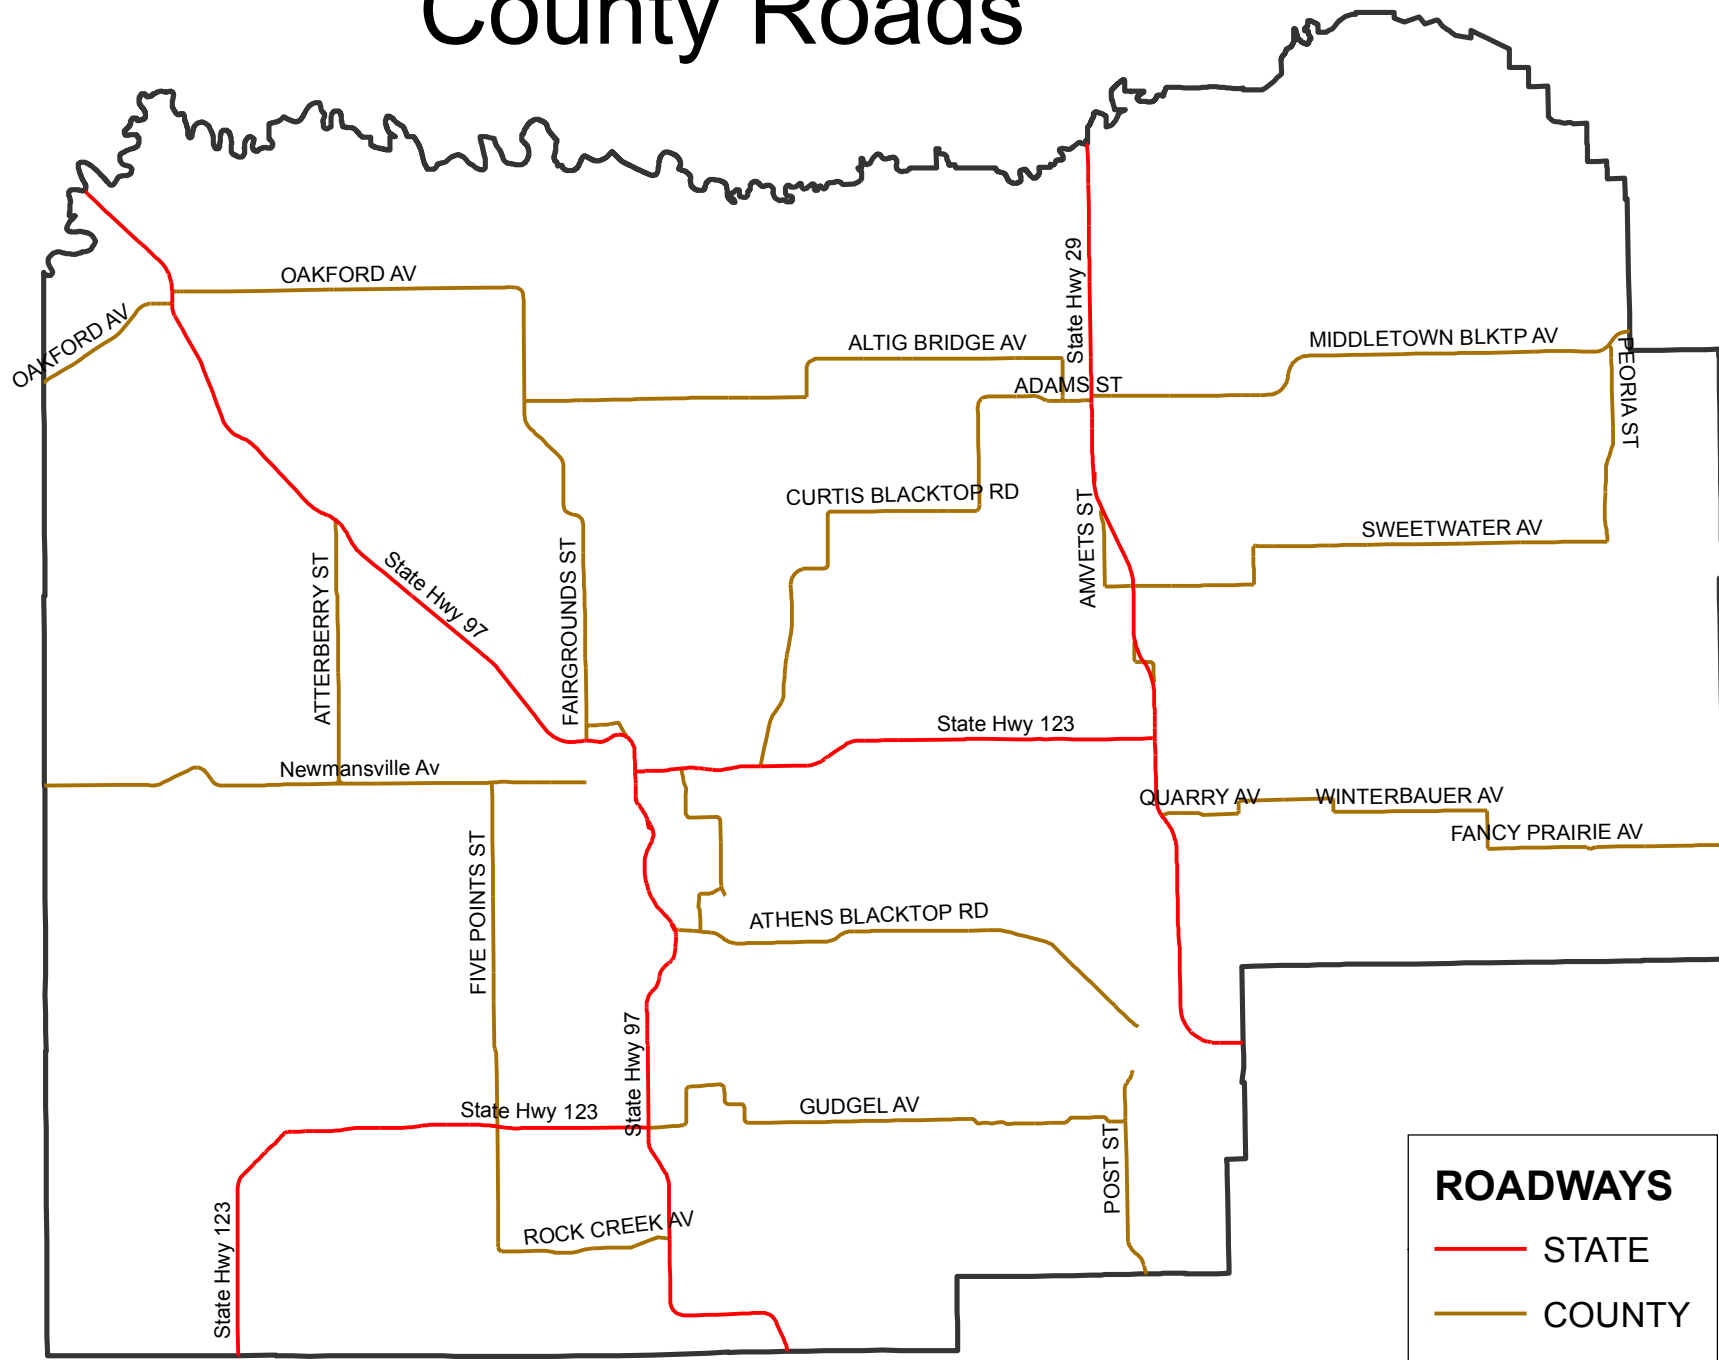 County Roads
OAKFORD AV
OAKFORD AV
State Hwy 29
ALTIG BRIDGE AV
MIDDLETOWN BLKTP AV
PEORIA ST
ADAMS ST
CURTIS BLACKTOP RD
AMVETS ST
SWEETWATER AV
ATTERBERRY ST
State Hwy 97
FAIRGROUNDS ST
State Hwy 123
Newmansville Av
QUARRY AV
WINTERBAUER AV
FANCY PRAIRIE AV
FIVE POINTS ST
ATHENS BLACKTOP RD
State Hwy 97
State Hwy 123
GUDGEL AV
POST ST
ROCK CREEK AV
State Hwy 123
ROADWAYS
STATE
COUNTY